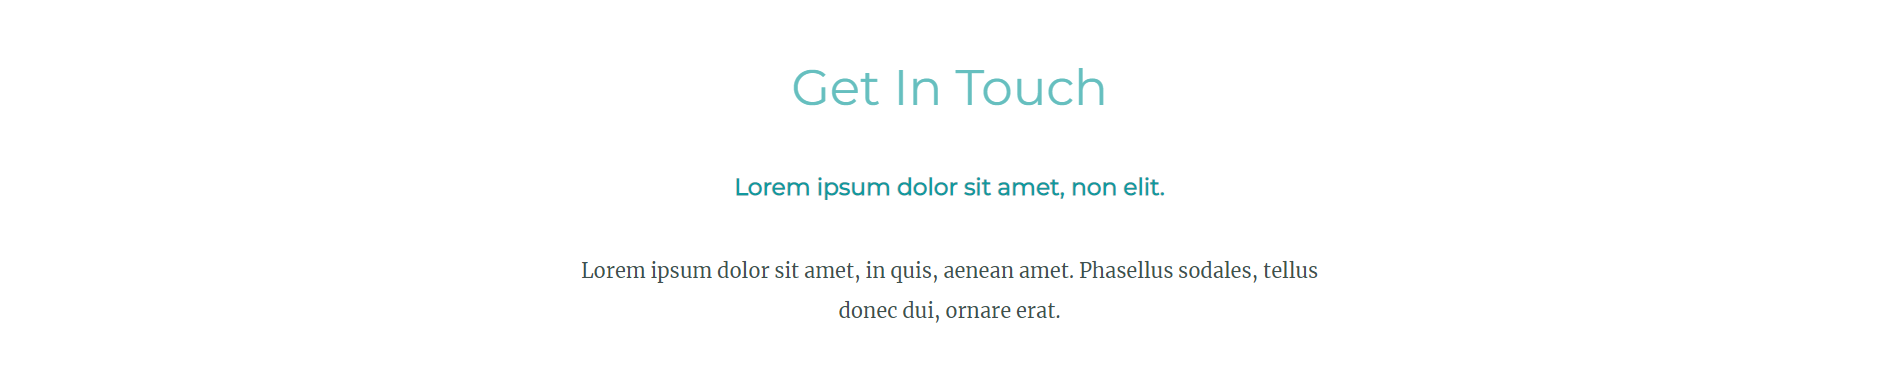 Get In Touch
Lorem ipsum dolor sit amet, non elit.
Lorem ipsum dolor sit amet, in quis, aenean amet. Phasellus sodales, tellus
donec dui, ornare erat.